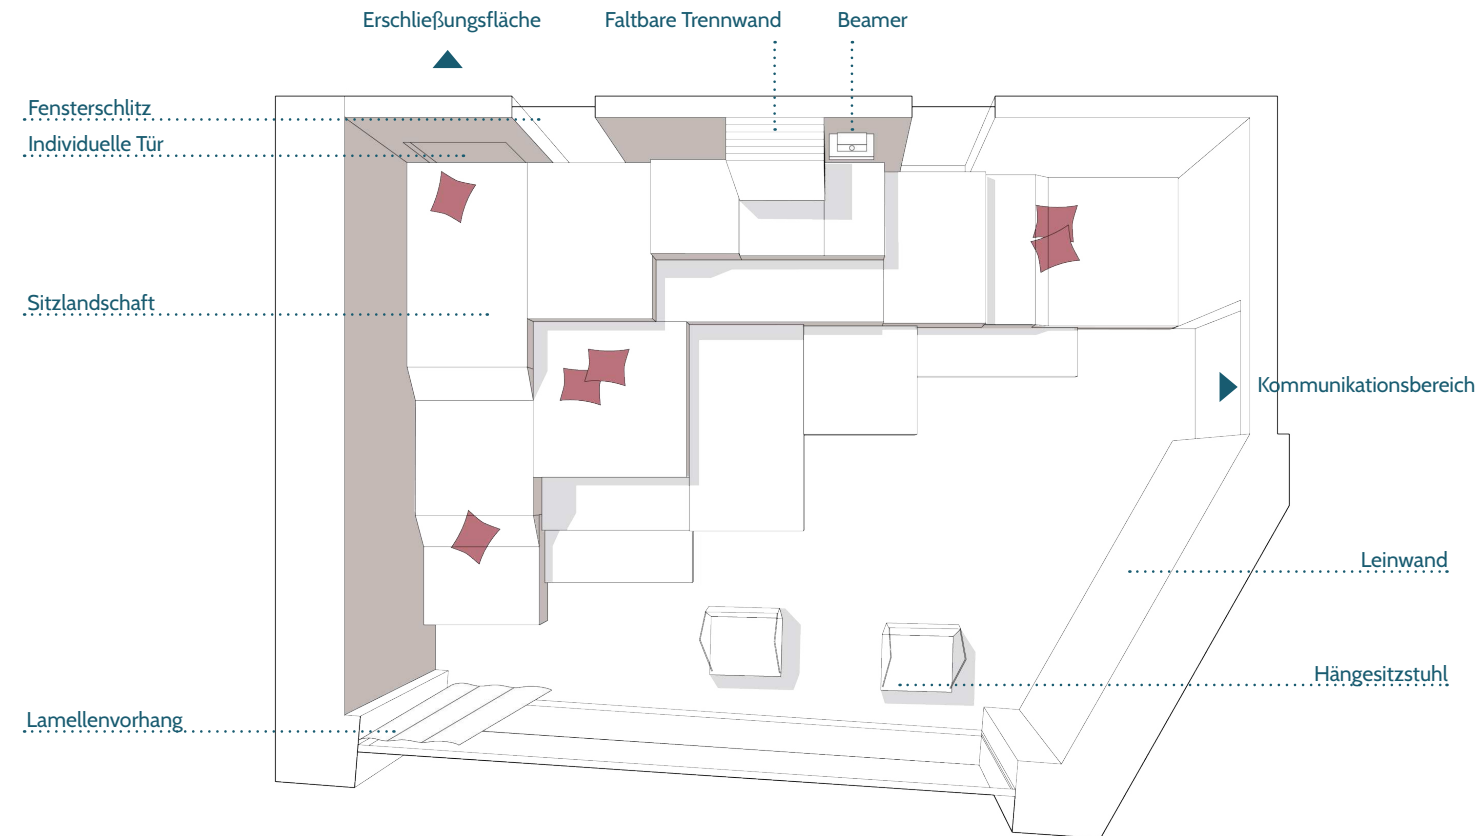 Erschließungsfläche
Faltbare Trennwand
Beamer
Fensterschlitz
Individuelle Tür
Sitzlandschaft
Kommunikationsbereich
Leinwand
Hängesitzstuhl
Lamellenvorhang